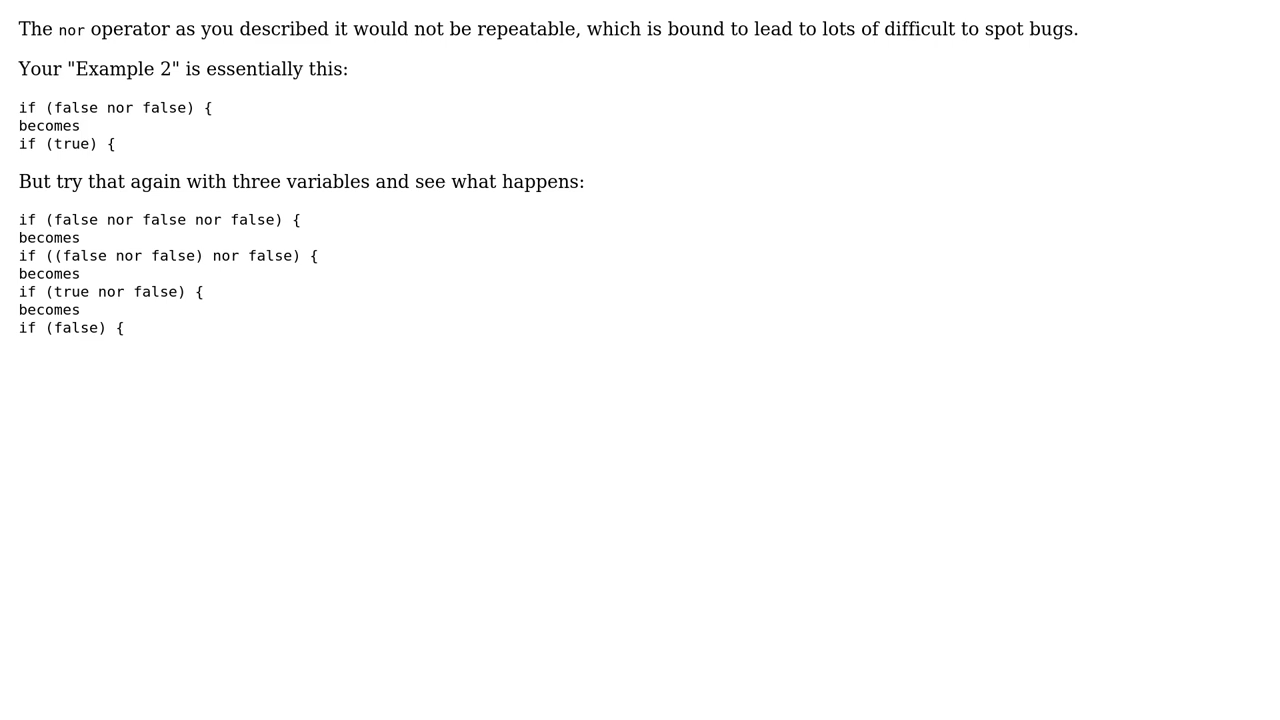 The nor operator as you described it would not be repeatable, which is bound to lead to lots of difficult to spot bugs.
Your "Example 2" is essentially this:
if (false nor false) {
becomes
if (true) {
But try that again with three variables and see what happens:
if (false nor false nor false) {
becomes
if ((false nor false) nor false) {
becomes
if (true nor false) {
becomes
if (false) {